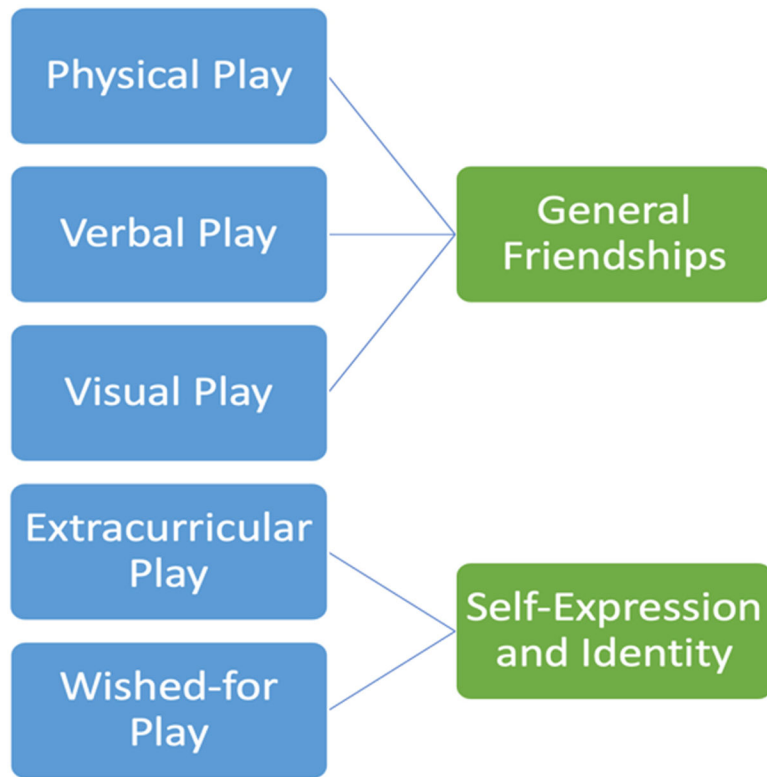 Physical Play
Verbal Play
Visual Play
Extracurricular
Play
Wished-for
Play
General
Friendships
Self-Expression
and Identity